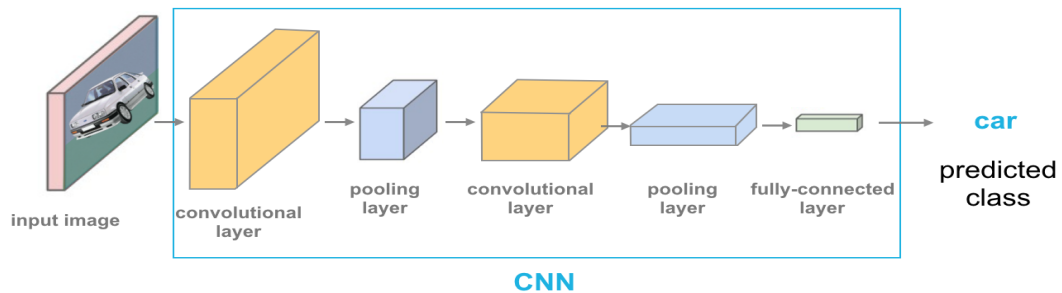 input image
convolutional
layer
pooling
layer
convolutional
layer
pooling
layer
fully-connected
layer
car
predicted
class
CNN